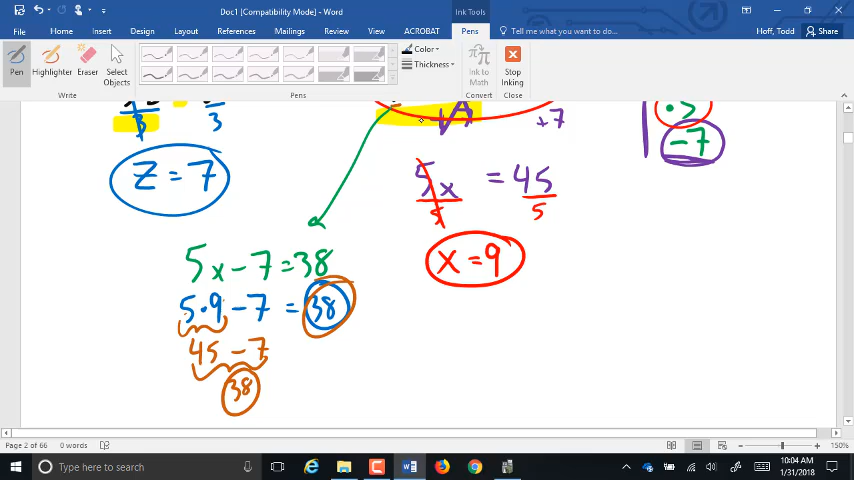 Doc1 [Compatibility Mode] - Word
Ink Tools
Hoff, Todd
File
Home
Insert
Design
Layout
References
Mailings
Review
View
ACROBAT
Pens
Tell me what you want to do...
Share
Pen
Highlighter
Eraser
Select Objects
Color
Thickness
Ink to Math
Stop Inking
Write
Pens
Convert
Close
3
3
+7
•5
-7
z = 7
5x = 45
5 5
x = 9
5x - 7 = 38
5•9 - 7 = 38
45 - 7
38
Page 2 of 66
0 words
150%
Type here to search
10:04 AM
1/31/2018